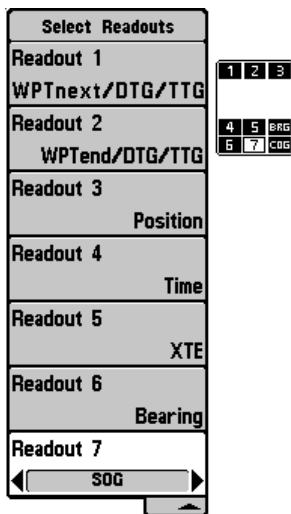 Select Readouts
Readout 1
WPTnext/DTG/TTG
Readout 2
WPTend/DTG/TTG
Readout 3
Position
Readout 4
Time
Readout 5
XTE
Readout 6
Bearing
Readout 7
SOG
1 2 3
4 5 BRG
6 7 COG